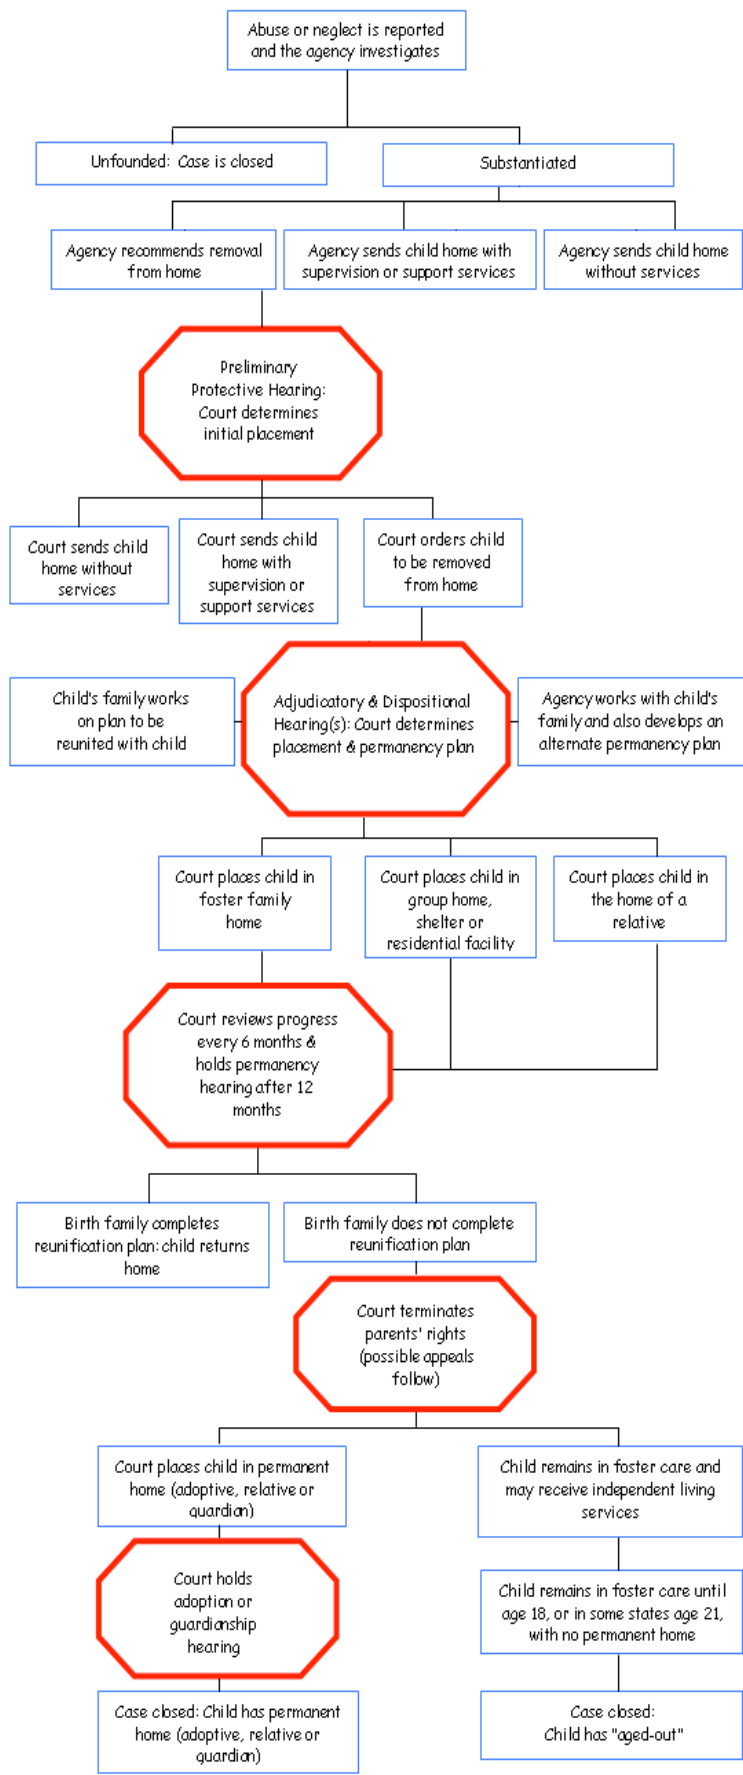 Abuse or neglect is reported
and the agency investigates
Unfounded: Case is closed
Substantiated
Agency recommends removal
from home
Agency sends child home with
supervision or support services
Agency sends child home
without services
Preliminary
Protective Hearing:
Court determines
initial placement
Court sends child
home without
services
Court sends child
home with
supervision or
support services
Court orders child
to be removed
from home
Child's family works
on plan to be
reunited with child
Adjudicatory & Dispositional
Hearing(s): Court determines
placement & permanency plan
Agency works with child's
family and also develops an
alternate permanency plan
Court places child in
foster family
home
Court places child in
group home,
shelter or
residential facility
Court places child in
the home of a
relative
Court reviews progress
every 6 months &
holds permanency
hearing after 12
months
Birth family completes
reunification plan: child returns
home
Birth family does not complete
reunification plan
Court terminates
parents' rights
(possible appeals
follow)
Court places child in permanent
home (adoptive, relative or
guardian)
Child remains in foster care and
may receive independent living
services
Court holds
adoption or
guardianship
hearing
Child remains in foster care until
age 18, or in some states age 21,
with no permanent home
Case closed: Child has permanent
home (adoptive, relative or
guardian)
Case closed:
Child has "aged-out"